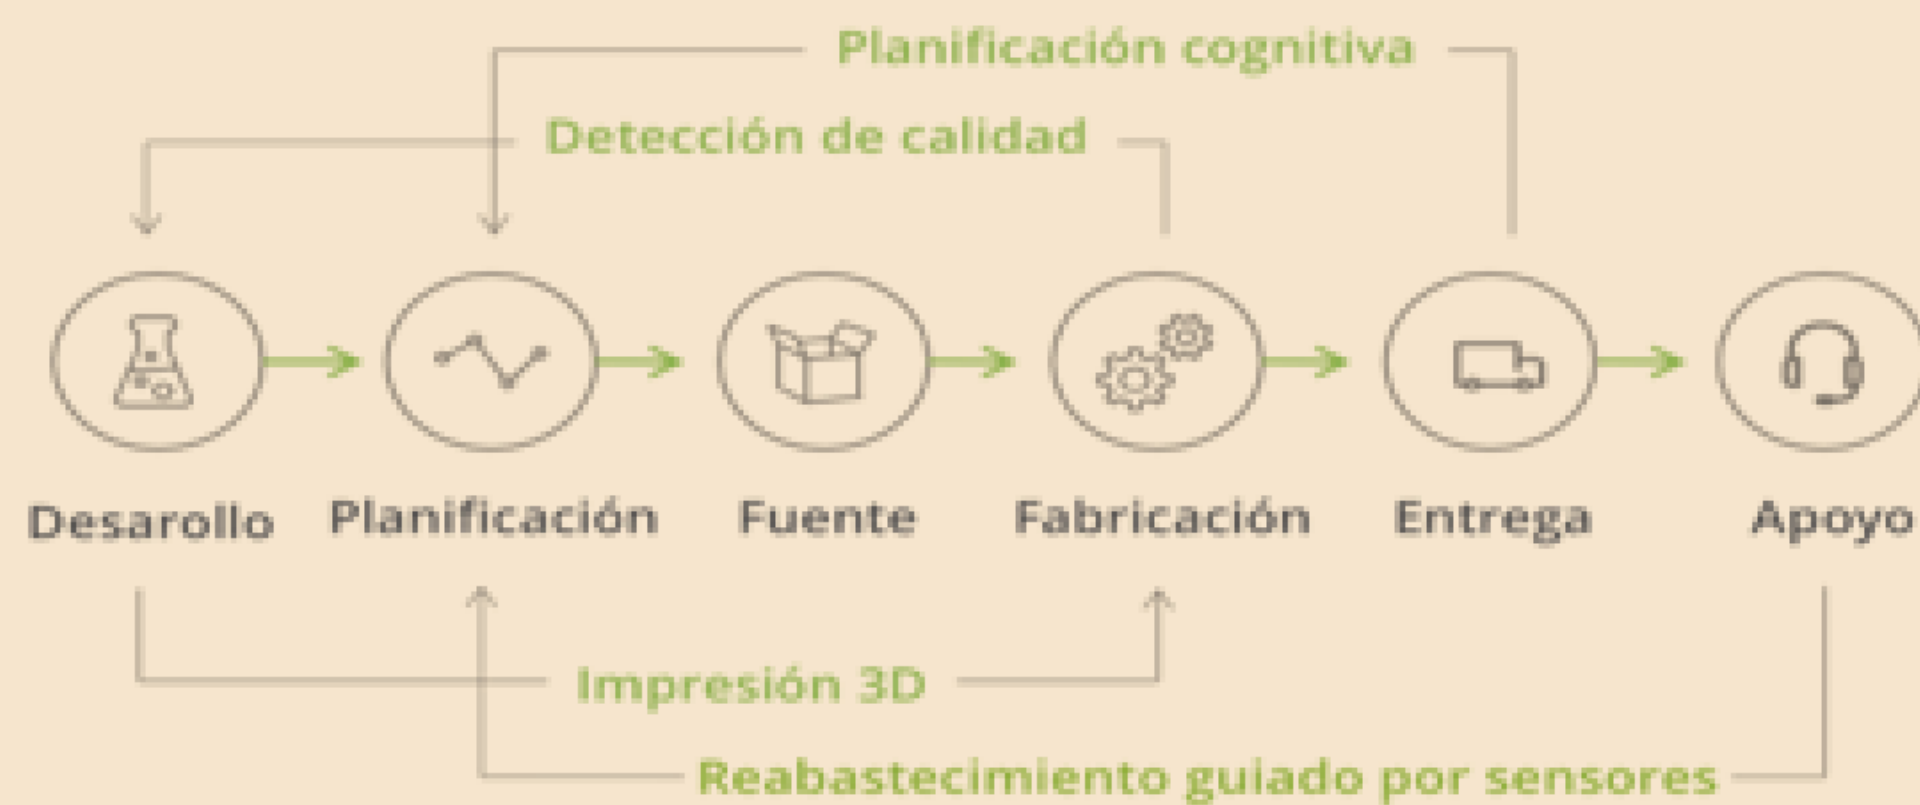 Planificación cognitiva
Detección de calidad
Desarollo
Planificación
Fuente
Fabricación
Entrega
Apoyo
Impresión 3D
Reabastecimiento guiado por sensores